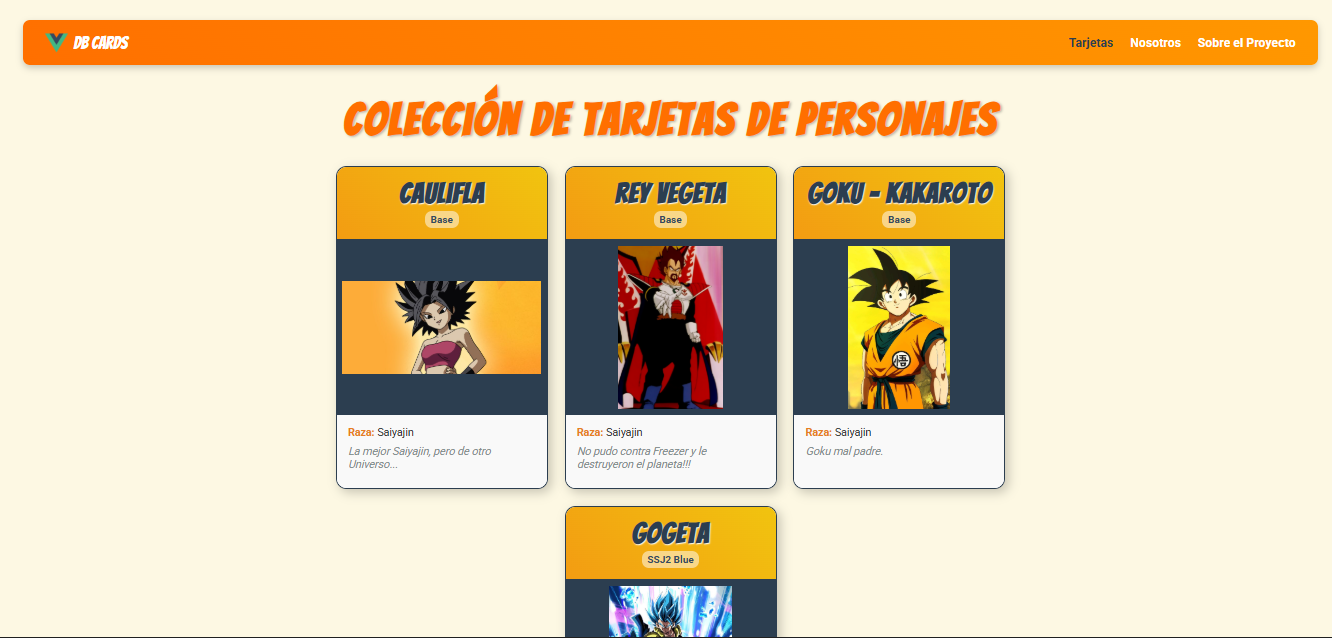 DB CARDS
Tarjetas Nosotros Sobre el Proyecto
COLECCIÓN DE TARJETAS DE PERSONAJES
CAULIFLA
Base
Raza: Saiyajin
La mejor Saiyajin, pero de otro
Universo...
REY VEGETA
Base
Raza: Saiyajin
No pudo contra Freezer y le
destruyeron el planeta!!!
GOKU - KAKAROTO
Base
悟
Raza: Saiyajin
Goku mal padre.
GOGETA
SSJ2 Blue